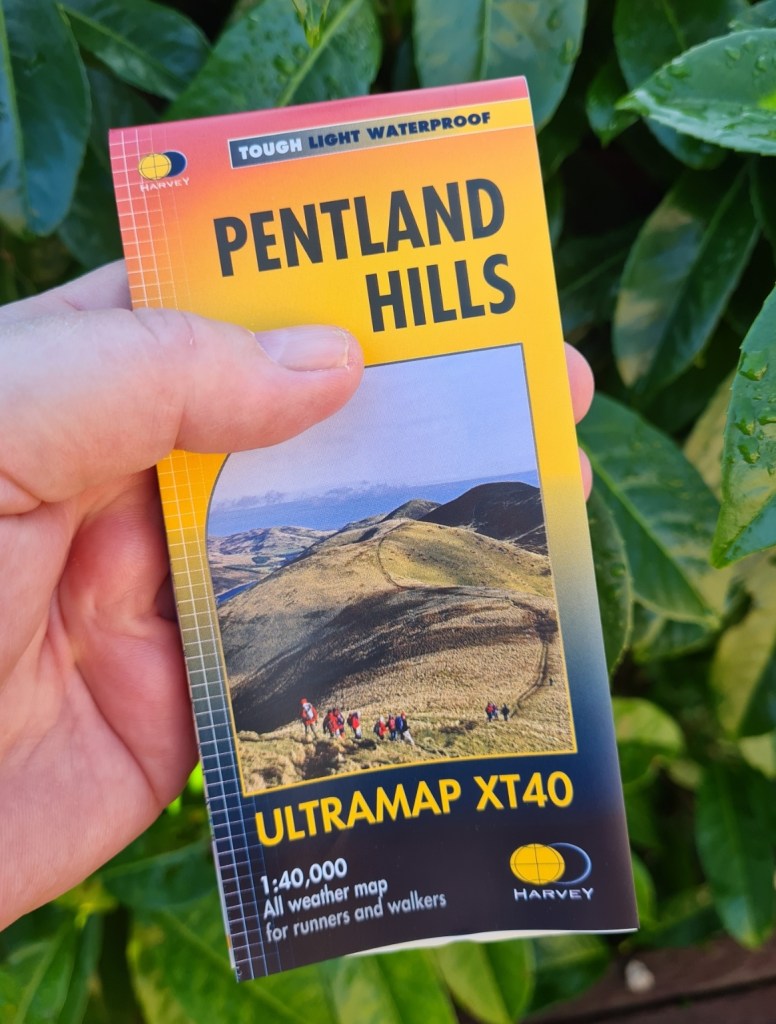 TOUGH LIGHT WATERPROOF
HARVEY
PENTLAND
HILLS
ULTRAMAP XT40
1:40,000
All weather map
for runners and walkers
HARVEY